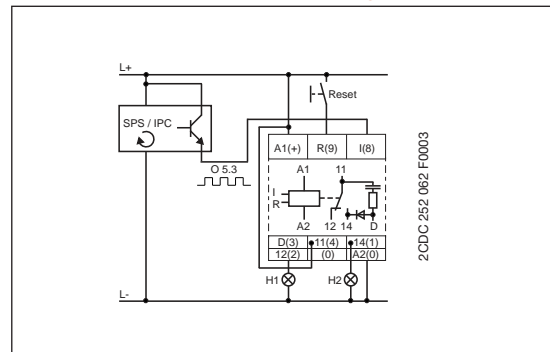 L+
Reset
SPS / IPC
A1(+) R(9) I(8)
O 5.3
A1 11
I
R
A2 12 14 D
D(3) 11(4) 14(1)
12(2) (0) A2(0)
H1 H2
L-
2CDC 252 062 F0003